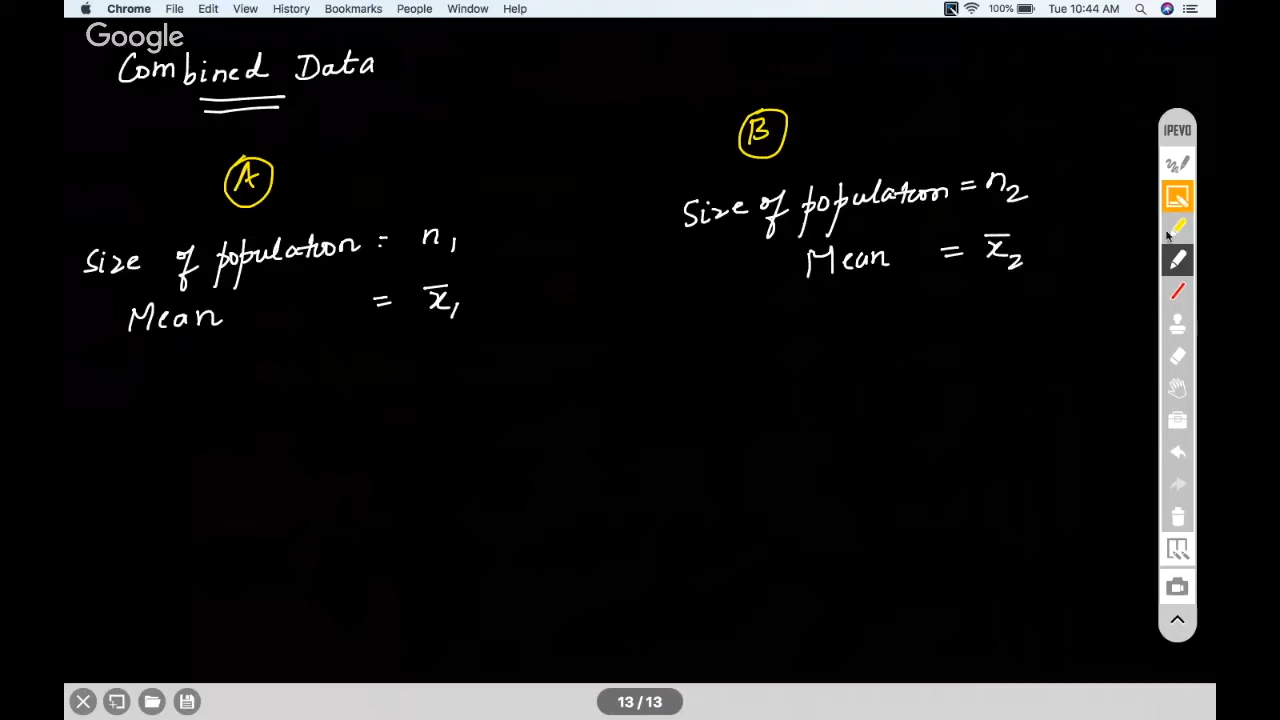 Chrome File Edit View History Bookmarks People Window Help 100% Tue 10:44 AM
Google
Combined Data
A
Size of population = n₁
Mean = x̄₁
B
Size of population = n₂
Mean = x̄₂
IPEVO
13 / 13